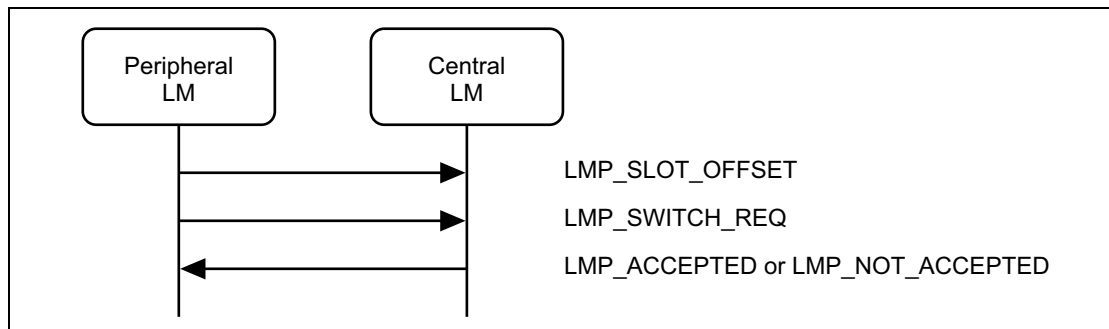 Peripheral
LM
Central
LM
LMP_SLOT_OFFSET
LMP_SWITCH_REQ
LMP_ACCEPTED or LMP_NOT_ACCEPTED